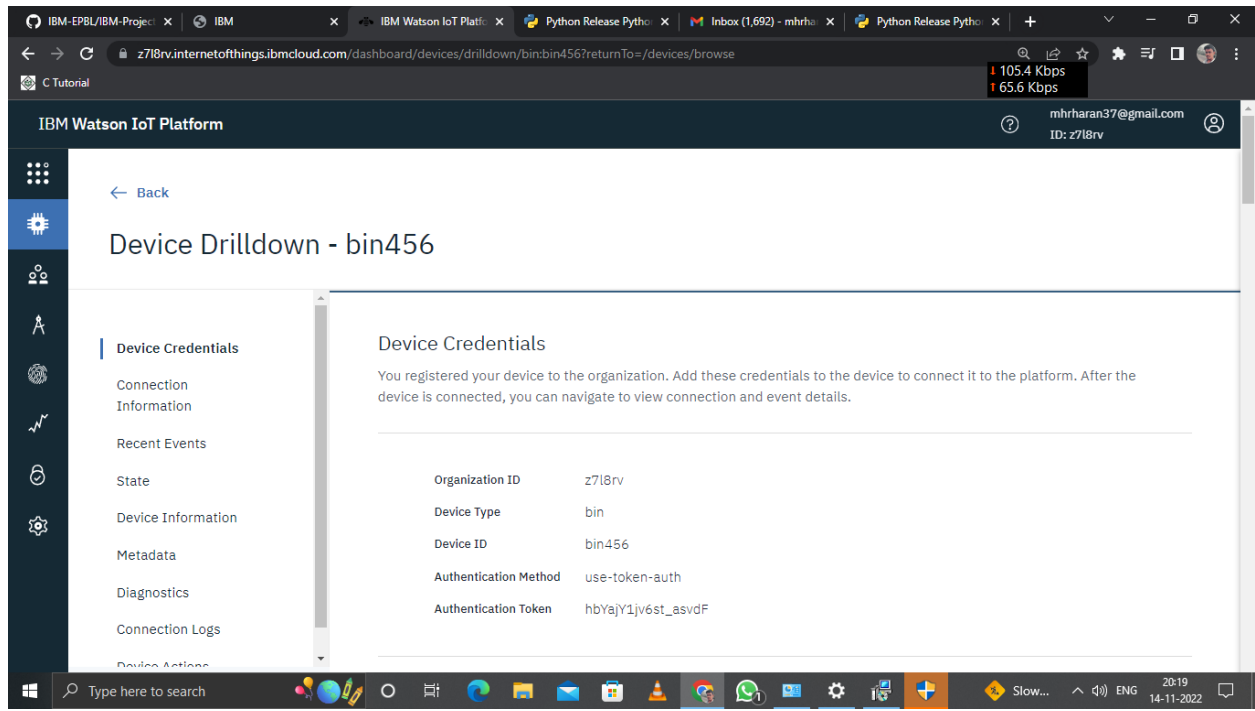 IBM-EPBL/IBM-Project
IBM
IBM Watson IoT Platfo
Python Release Pytho
Inbox (1,692) - mhrha
Python Release Pytho
z7l8rv.internetofthings.ibmcloud.com/dashboard/devices/drilldown/bin:bin456?returnTo=/devices/browse
C Tutorial
105.4 Kbps
65.6 Kbps
IBM Watson IoT Platform
mhrharan37@gmail.com
ID: z7l8rv
Back
Device Drilldown - bin456
Device Credentials
Connection
Information
Recent Events
State
Device Information
Metadata
Diagnostics
Connection Logs
Device Actions
Device Credentials
You registered your device to the organization. Add these credentials to the device to connect it to the platform. After the
device is connected, you can navigate to view connection and event details.
Organization ID z7l8rv
Device Type bin
Device ID bin456
Authentication Method use-token-auth
Authentication Token hbYajY1jv6st_asvdF
Type here to search
Slow...
ENG
20:19
14-11-2022